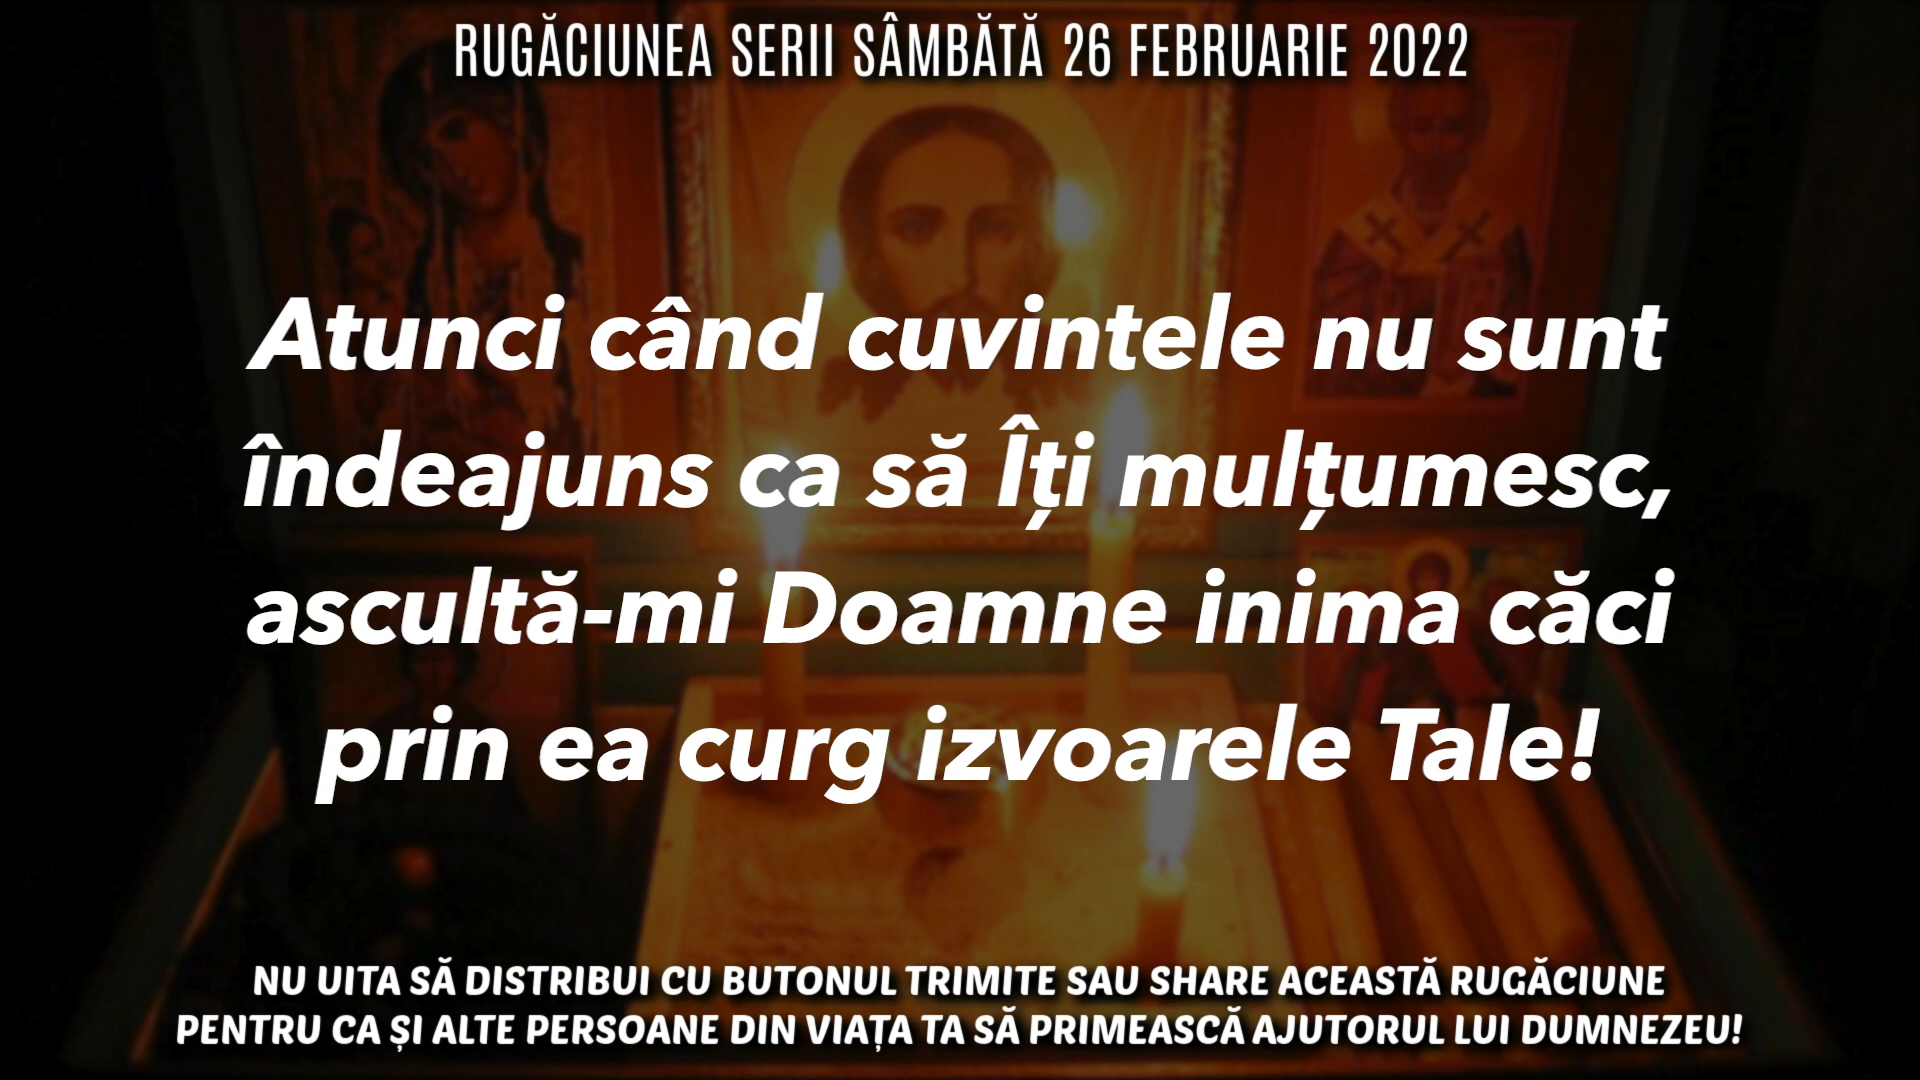 RUGĂCIUNEA SERII SÂMBĂTĂ 26 FEBRUARIE 2022
Atunci când cuvintele nu sunt
îndeajuns ca să Îți mulțumesc,
ascultă-mi Doamne inima căci
prin ea curg izvoarele Tale!
NU UITA SĂ DISTRIBUI CU BUTONUL TRIMITE SAU SHARE ACEASTĂ RUGĂCIUNE
PENTRU CA ȘI ALTE PERSOANE DIN VIAȚA TA SĂ PRIMEASCĂ AJUTORUL LUI DUMNEZEU!